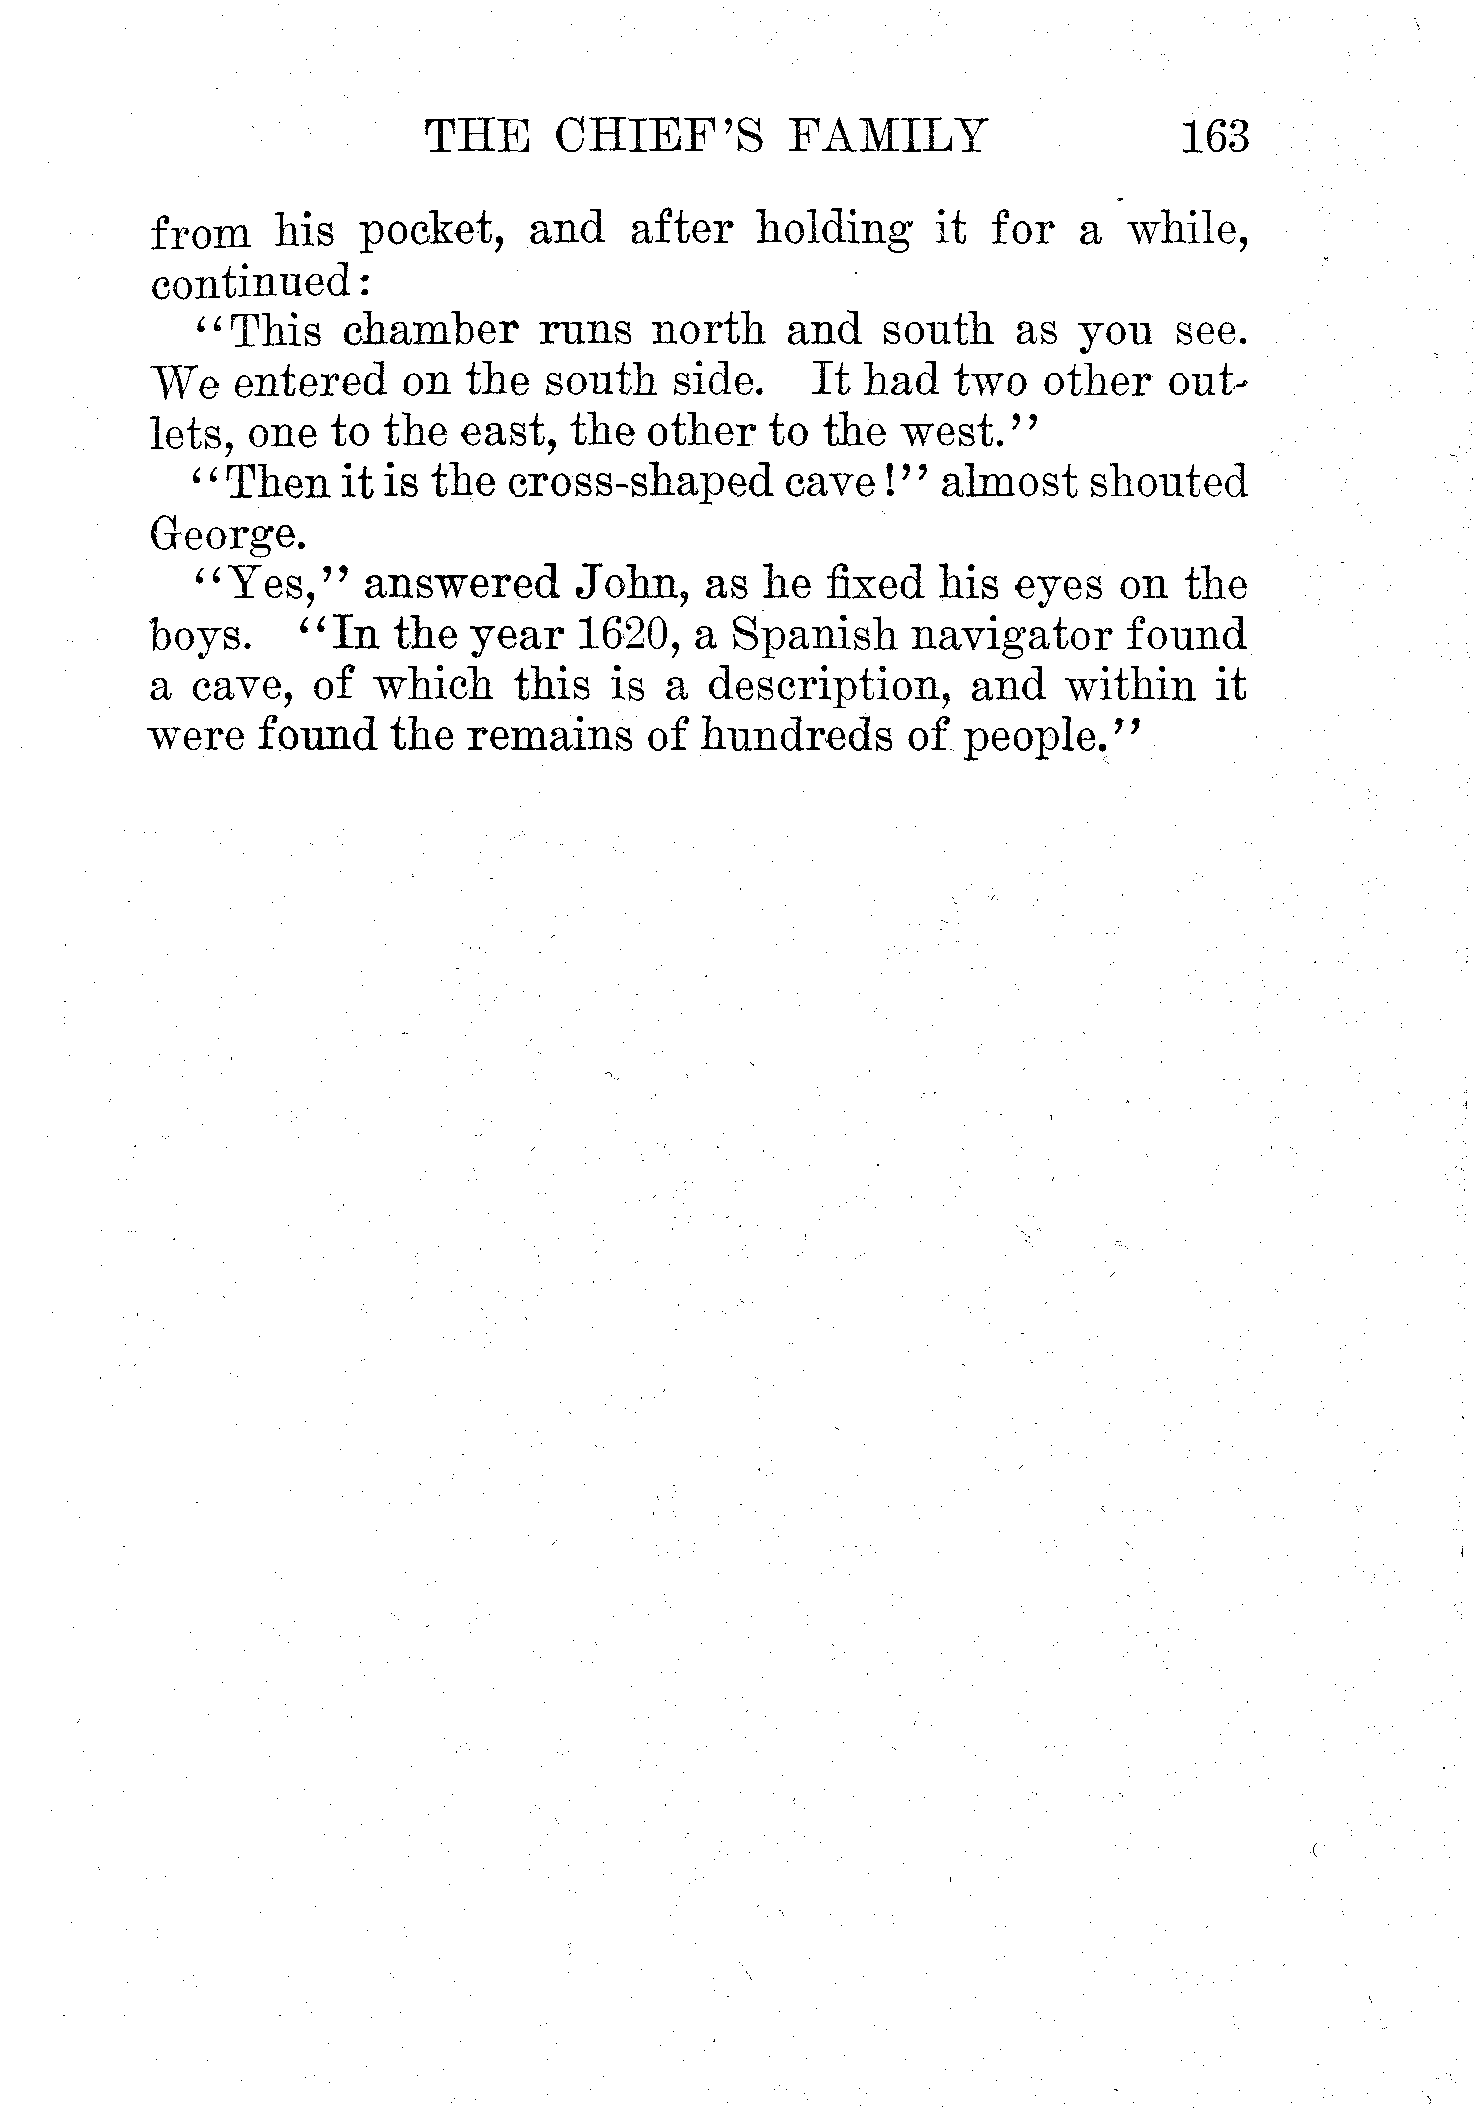 THE CHIEF'S FAMILY 163
from his pocket, and after holding it for a while,
continued:
"This chamber runs north and south as you see.
We entered on the south side. It had two other out-
lets, one to the east, the other to the west."
"Then it is the cross-shaped cave!" almost shouted
George.
"Yes," answered John, as he fixed his eyes on the
boys. "In the year 1620, a Spanish navigator found
a cave, of which this is a description, and within it
were found the remains of hundreds of people."